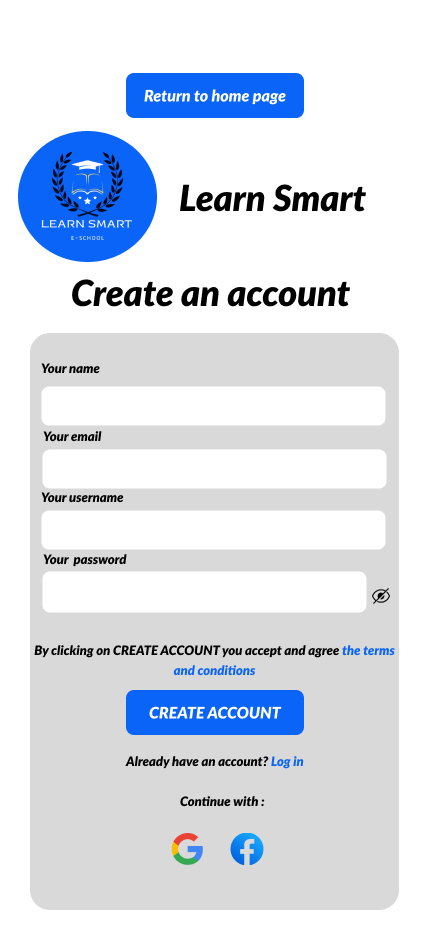 Return to home page
LEARN SMART
E-SCHOOL
Learn Smart
Create an account
Your name
Your email
Your username
Your password
By clicking on CREATE ACCOUNT you accept and agree the terms
and conditions
CREATE ACCOUNT
Already have an account? Log in
Continue with :